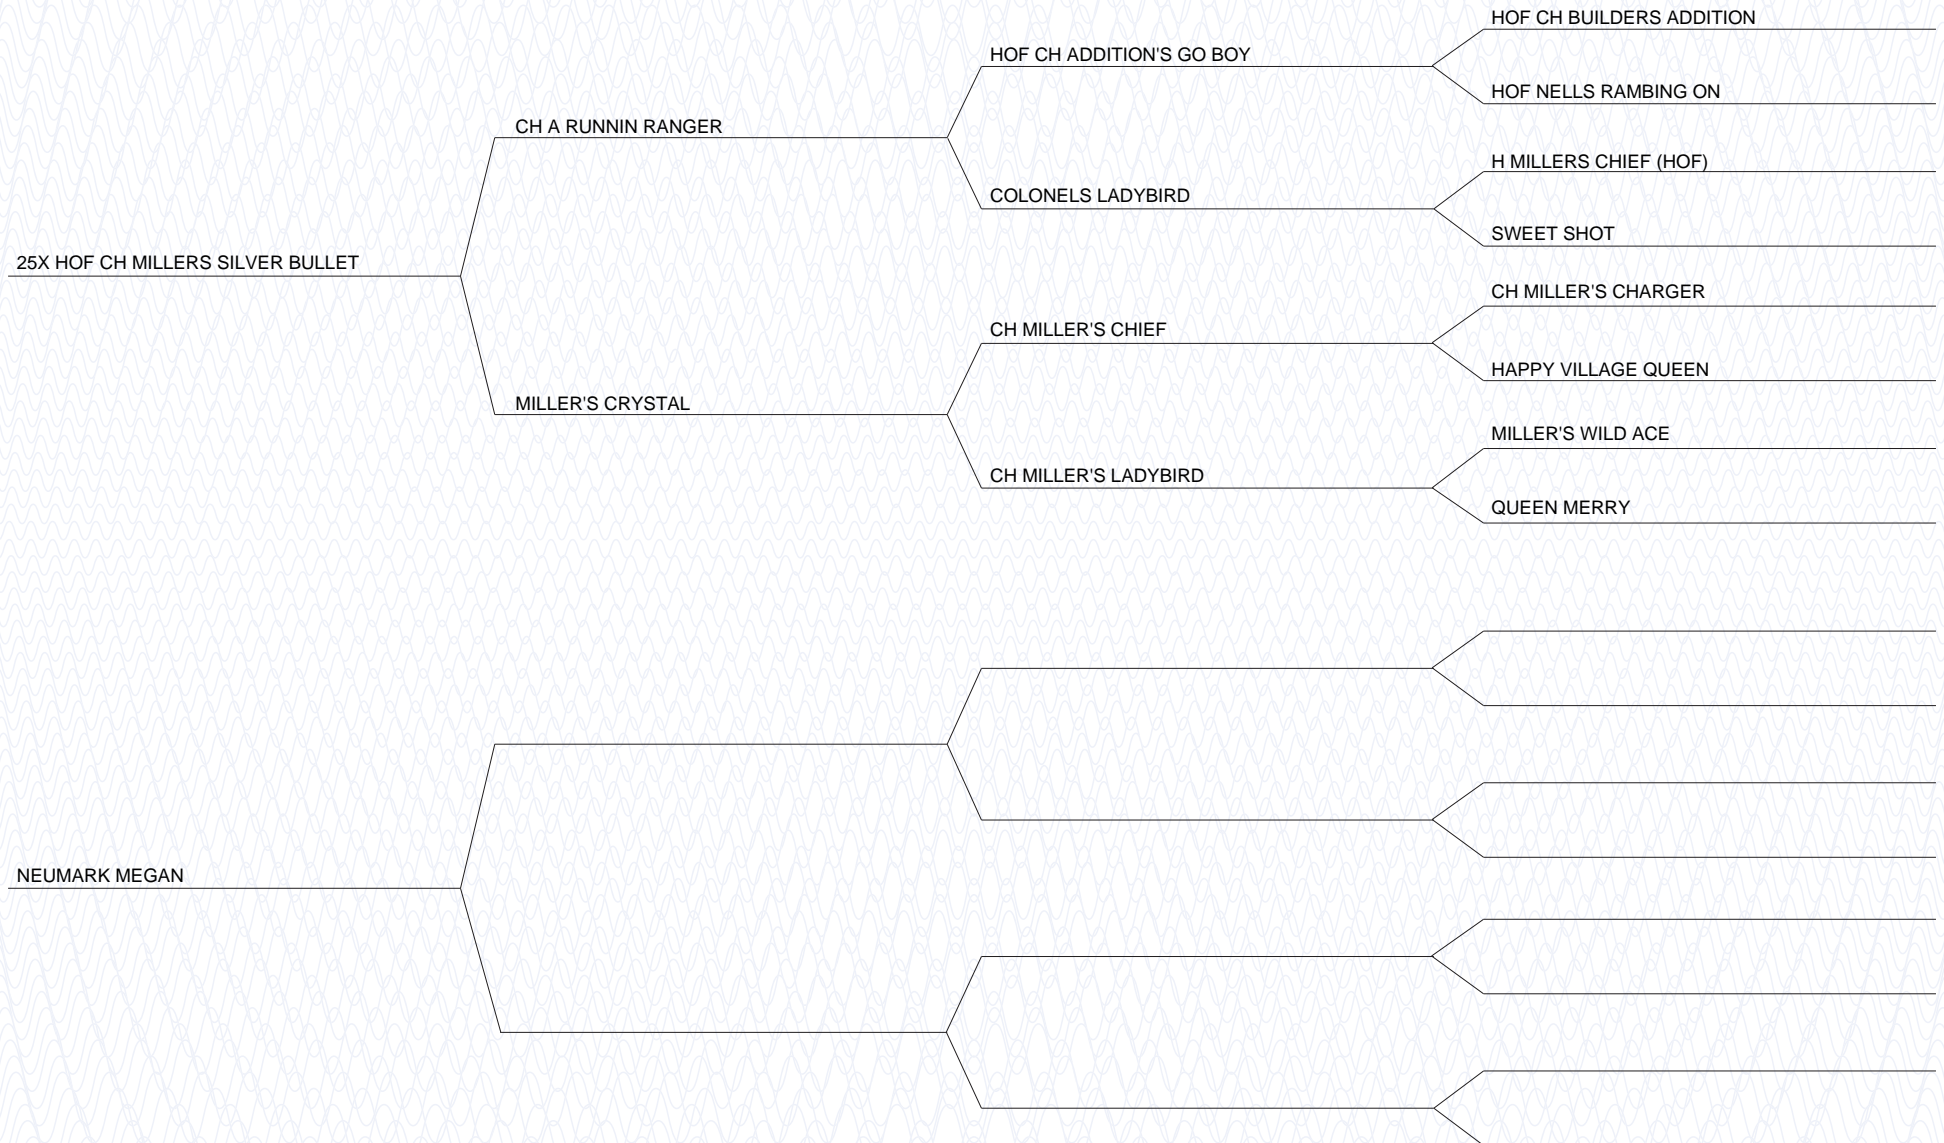 HOF CH BUILDERS ADDITION
HOF CH ADDITION'S GO BOY
HOF NELLS RAMBING ON
CH A RUNNIN RANGER
H MILLERS CHIEF (HOF)
COLONELS LADYBIRD
SWEET SHOT
25X HOF CH MILLERS SILVER BULLET
CH MILLER'S CHARGER
CH MILLER'S CHIEF
HAPPY VILLAGE QUEEN
MILLER'S CRYSTAL
MILLER'S WILD ACE
CH MILLER'S LADYBIRD
QUEEN MERRY
NEUMARK MEGAN